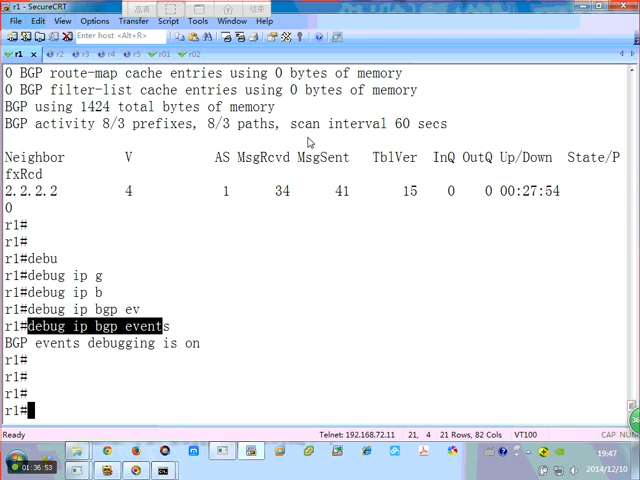 r1 - SecureCRT
File Edit View Options Transfer Script Tools Window Help
Enter host <Alt+R>
r1 r2 r3 r4 r5 r01 r02
0 BGP route-map cache entries using 0 bytes of memory
0 BGP filter-list cache entries using 0 bytes of memory
BGP using 1424 total bytes of memory
BGP activity 8/3 prefixes, 8/3 paths, scan interval 60 secs
Neighbor V AS MsgRcvd MsgSent TblVer InQ OutQ Up/Down State/P
fxRcd
2.2.2.2 4 1 34 41 15 0 0 00:27:54
0
r1#
r1#
r1#debu
r1#debug ip g
r1#debug ip b
r1#debug ip bgp ev
r1#debug ip bgp events
BGP events debugging is on
r1#
r1#
r1#
r1#
Ready Telnet: 192.168.72.11 21, 4 21 Rows, 82 Cols VT100 CAP NUM
01:36:53
19:47
2014/12/10